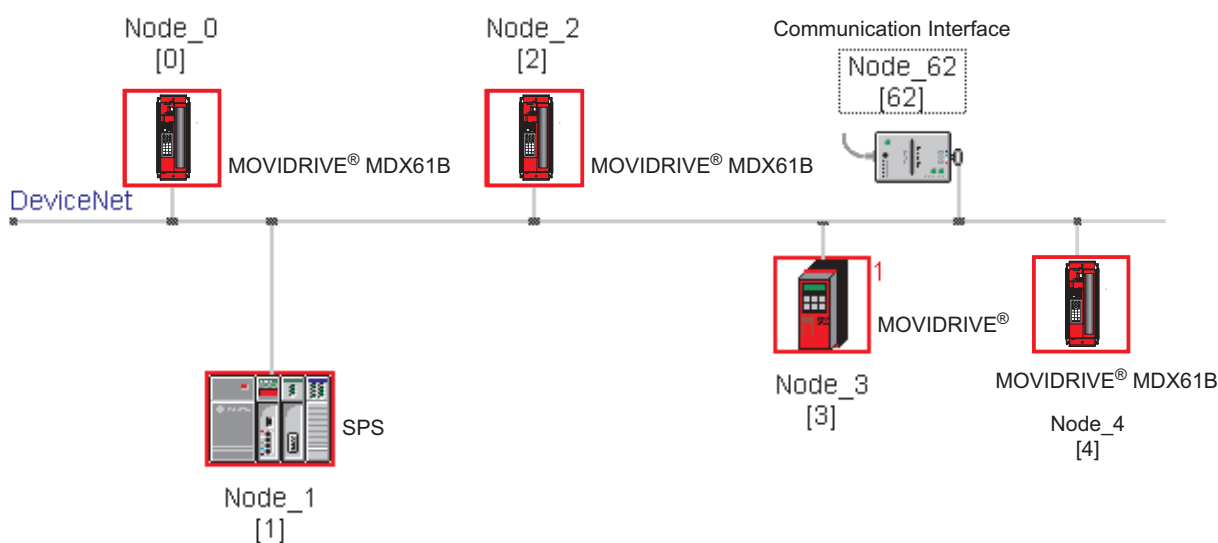 Node_0
[0]
Node_2
[2]
Communication Interface
Node_62
[62]
MOVIDRIVE® MDX61B
MOVIDRIVE® MDX61B
DeviceNet
1
MOVIDRIVE®
SPS
Node_3
[3]
MOVIDRIVE® MDX61B
Node_4
[4]
Node_1
[1]